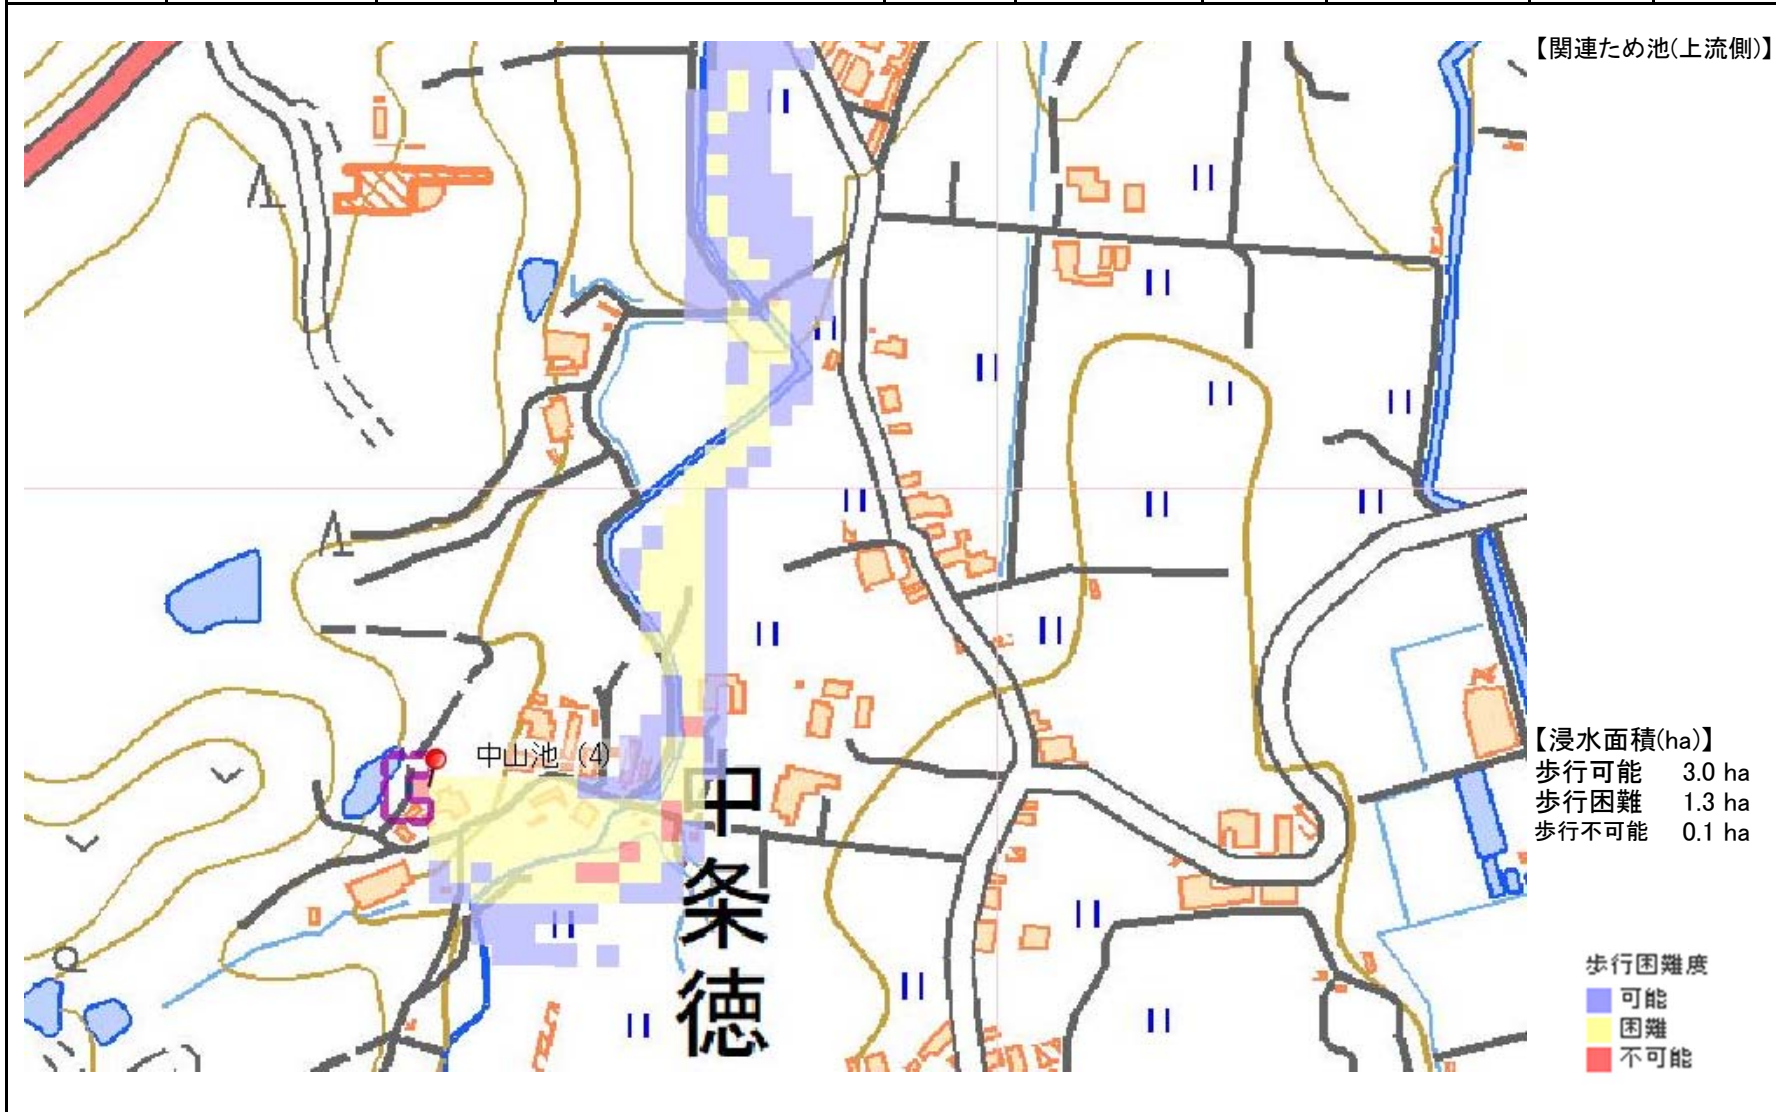 【関連ため池(上流側)】
中山池（4）
中条徳
【浸水面積(ha)】
歩行可能 3.0 ha
歩行困難 1.3 ha
歩行不可能 0.1 ha
歩行困難度
可能
困難
不可能